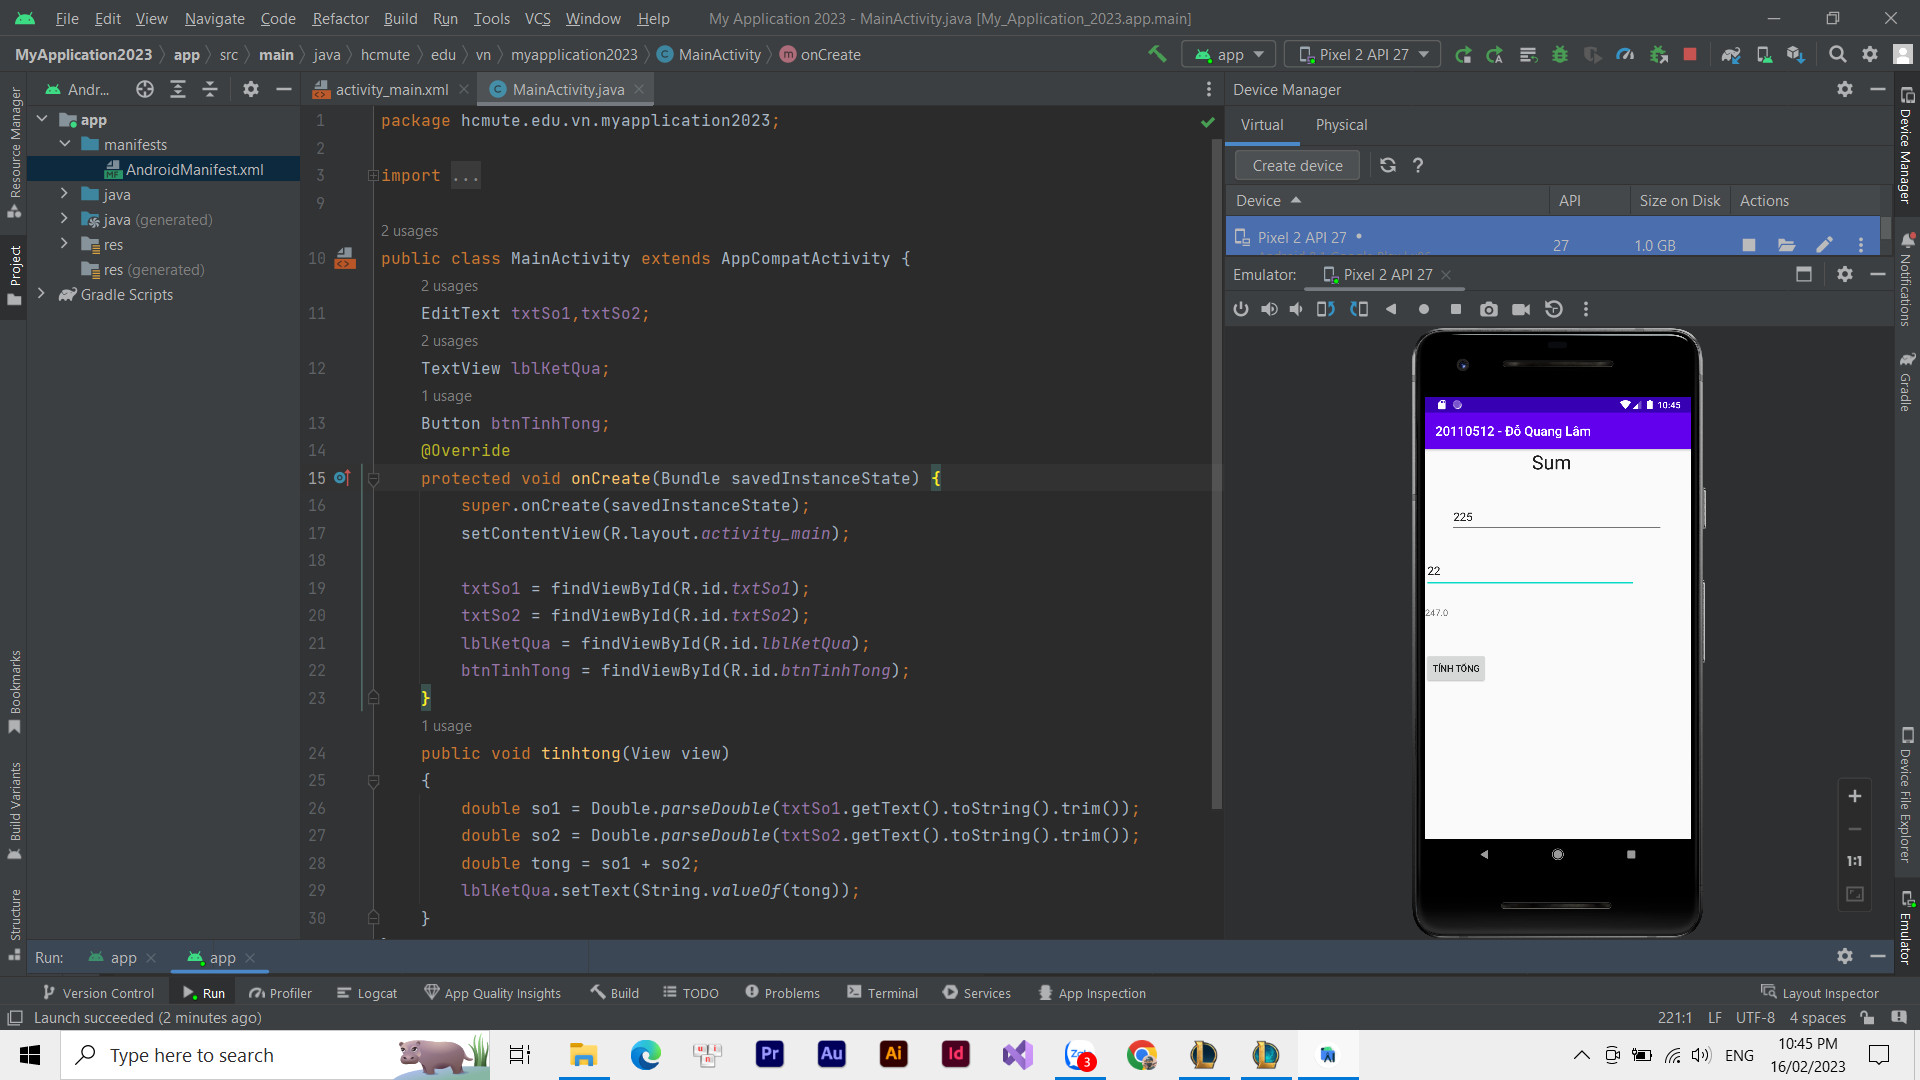 File Edit View Navigate Code Refactor Build Run Tools VCS Window Help My Application 2023 - MainActivity.java [My_Application_2023.app.main]
MyApplication2023 app src main java hcmute edu vn myapplication2023 MainActivity onCreate app Pixel 2 API 27
Andr...
activity_main.xml MainActivity.java
Resource Manager
Project
Bookmarks
Build Variants
Structure
app
manifests
AndroidManifest.xml
java
java (generated)
res
res (generated)
Gradle Scripts
1 package hcmute.edu.vn.myapplication2023;
2
3 import ...
9
2 usages
10 public class MainActivity extends AppCompatActivity {
2 usages
11 EditText txtSo1,txtSo2;
2 usages
12 TextView lblKetQua;
1 usage
13 Button btnTinhTong;
14 @Override
15 protected void onCreate(Bundle savedInstanceState) {
16 super.onCreate(savedInstanceState);
17 setContentView(R.layout.activity_main);
18
19 txtSo1 = findViewById(R.id.txtSo1);
20 txtSo2 = findViewById(R.id.txtSo2);
21 lblKetQua = findViewById(R.id.lblKetQua);
22 btnTinhTong = findViewById(R.id.btnTinhTong);
23 }
1 usage
24 public void tinhtong(View view)
25 {
26 double so1 = Double.parseDouble(txtSo1.getText().toString().trim());
27 double so2 = Double.parseDouble(txtSo2.getText().toString().trim());
28 double tong = so1 + so2;
29 lblKetQua.setText(String.valueOf(tong));
30 }
Device Manager
Virtual Physical
Create device
Device API Size on Disk Actions
Pixel 2 API 27 27 1.0 GB
Emulator: Pixel 2 API 27
10:45
20110512 - Đỗ Quang Lâm
Sum
225
22
247.0
TÍNH TỔNG
1:1
Device Manager
Notifications
Gradle
Device File Explorer
Emulator
Run: app app
Version Control Run Profiler Logcat App Quality Insights Build TODO Problems Terminal Services App Inspection Layout Inspector
Launch succeeded (2 minutes ago) 221:1 LF UTF-8 4 spaces
Type here to search
Pr Au Ai Id 3
ENG 10:45 PM
16/02/2023